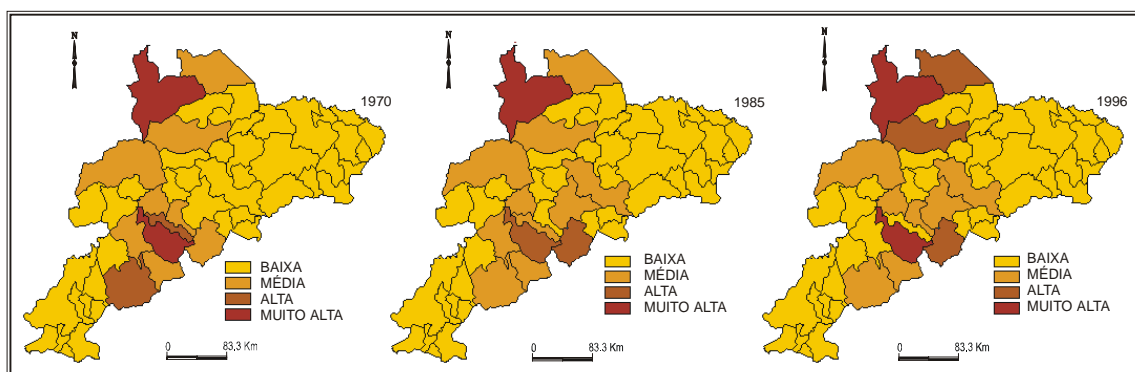 N
1970
BAIXA
MÉDIA
ALTA
MUITO ALTA
0 83,3 Km
N
1985
BAIXA
MÉDIA
ALTA
MUITO ALTA
0 83.3 Km
N
1996
BAIXA
MÉDIA
ALTA
MUITO ALTA
0 83,3 Km